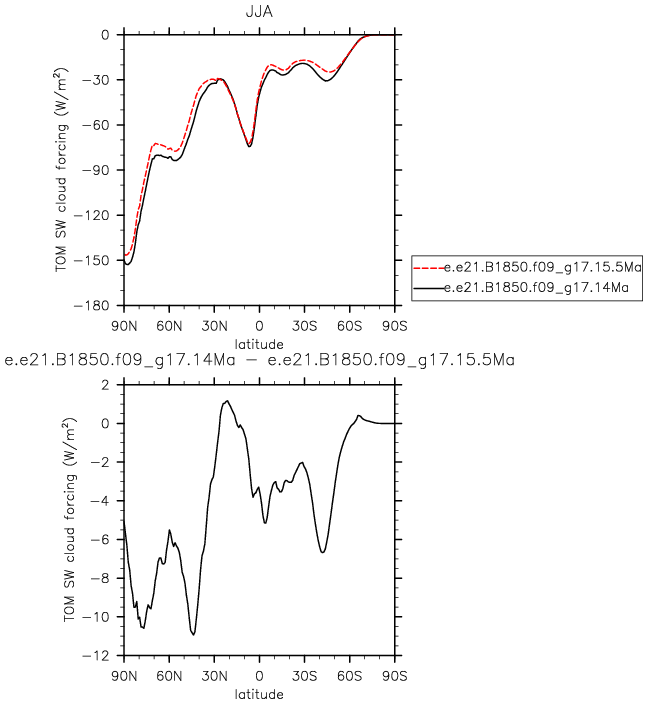 JJA
TOM SW cloud forcing (W/m²)
0
−30
−60
−90
−120
−150
−180
90N 60N 30N 0 30S 60S 90S
latitude
e.e21.B1850.f09_g17.15.5Ma
e.e21.B1850.f09_g17.14Ma
e.e21.B1850.f09_g17.14Ma − e.e21.B1850.f09_g17.15.5Ma
TOM SW cloud forcing (W/m²)
2
0
−2
−4
−6
−8
−10
−12
90N 60N 30N 0 30S 60S 90S
latitude